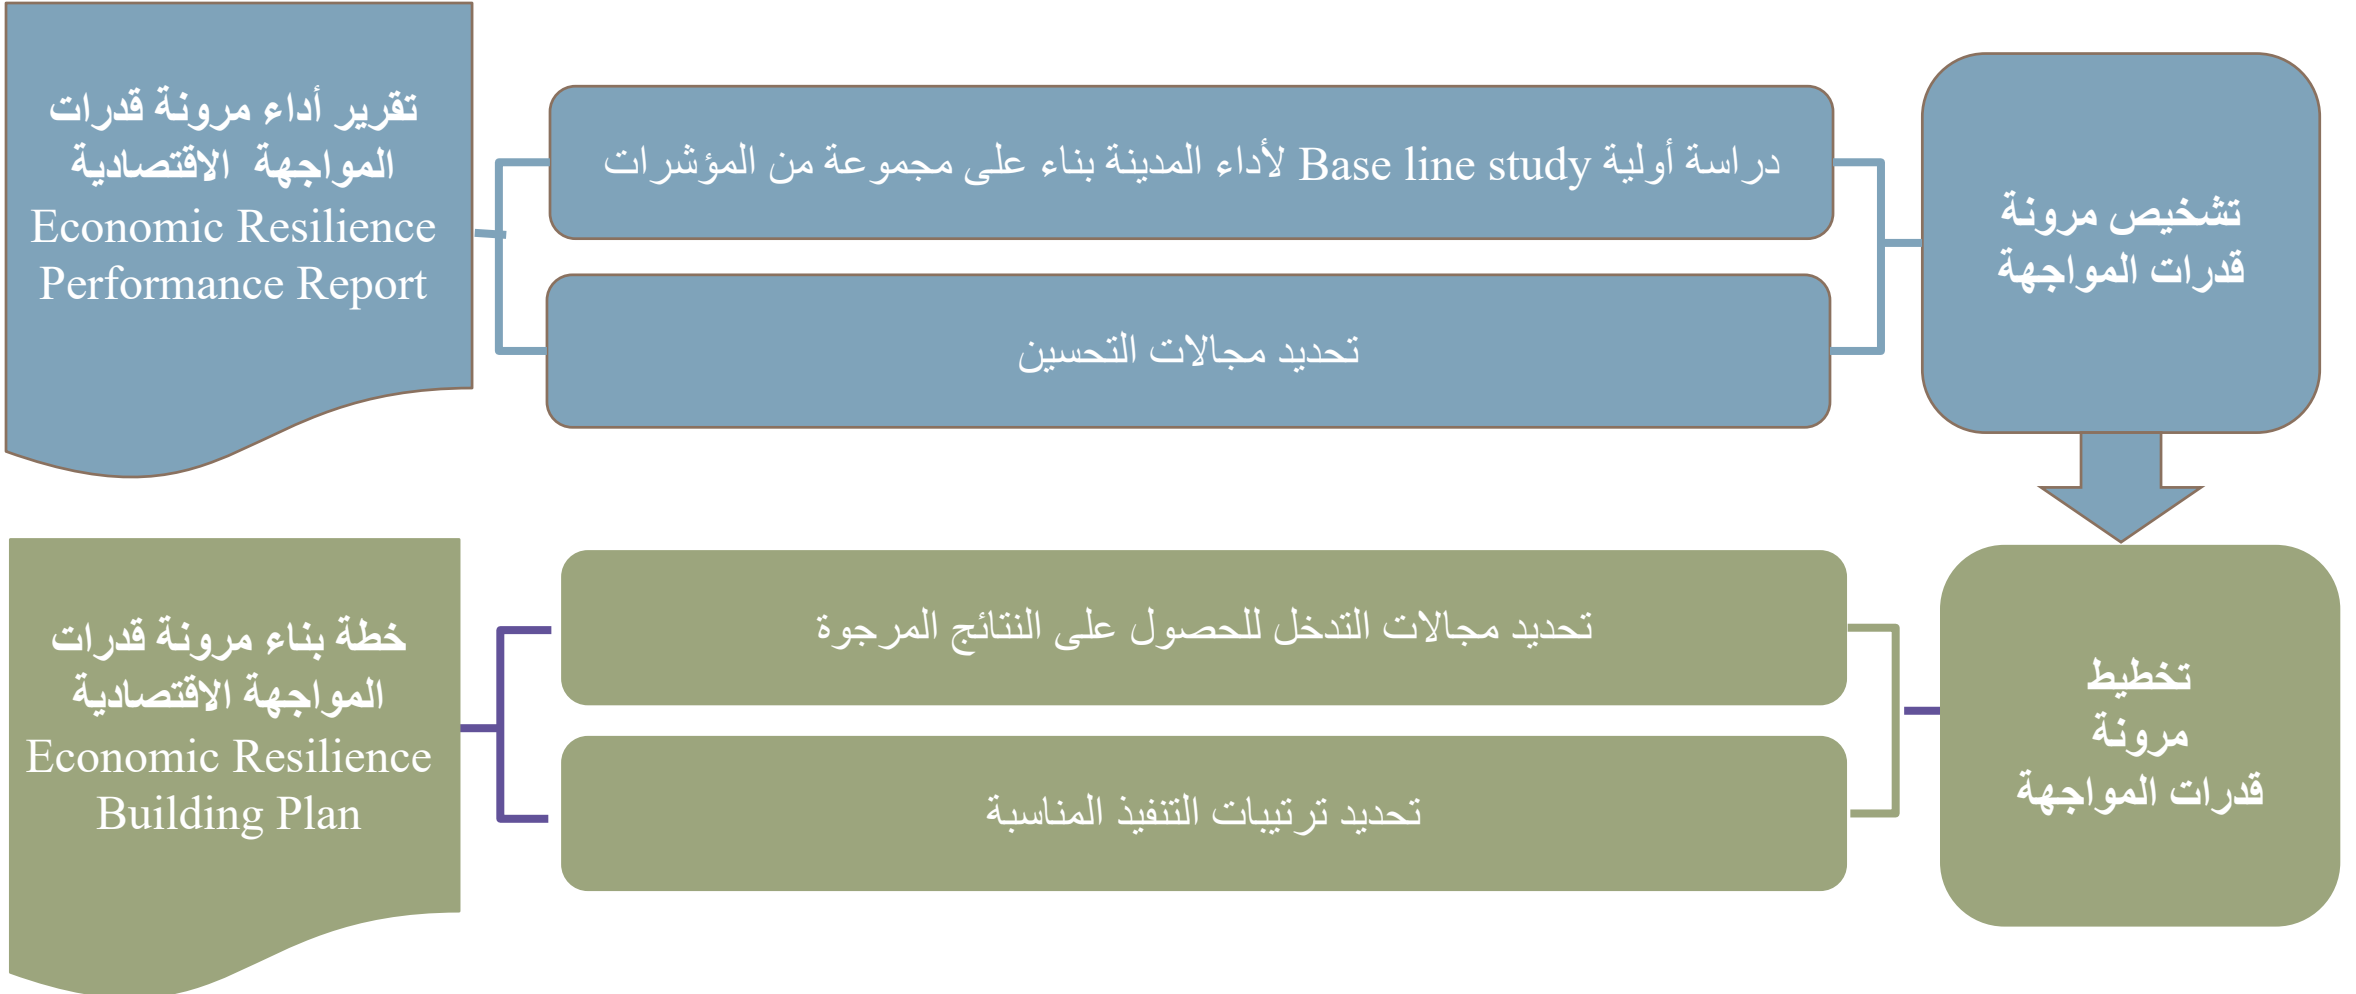 تشخيص مرونة
قدرات المواجهة
دراسة أولية Base line study لأداء المدينة بناء على مجموعة من المؤشرات
تحديد مجالات التحسين
تقرير أداء مرونة قدرات
المواجهة الاقتصادية
Economic Resilience
Performance Report
تخطيط
مرونة
قدرات المواجهة
تحديد مجالات التدخل للحصول على النتائج المرجوة
تحديد ترتيبات التنفيذ المناسبة
خطة بناء مرونة قدرات
المواجهة الاقتصادية
Economic Resilience
Building Plan